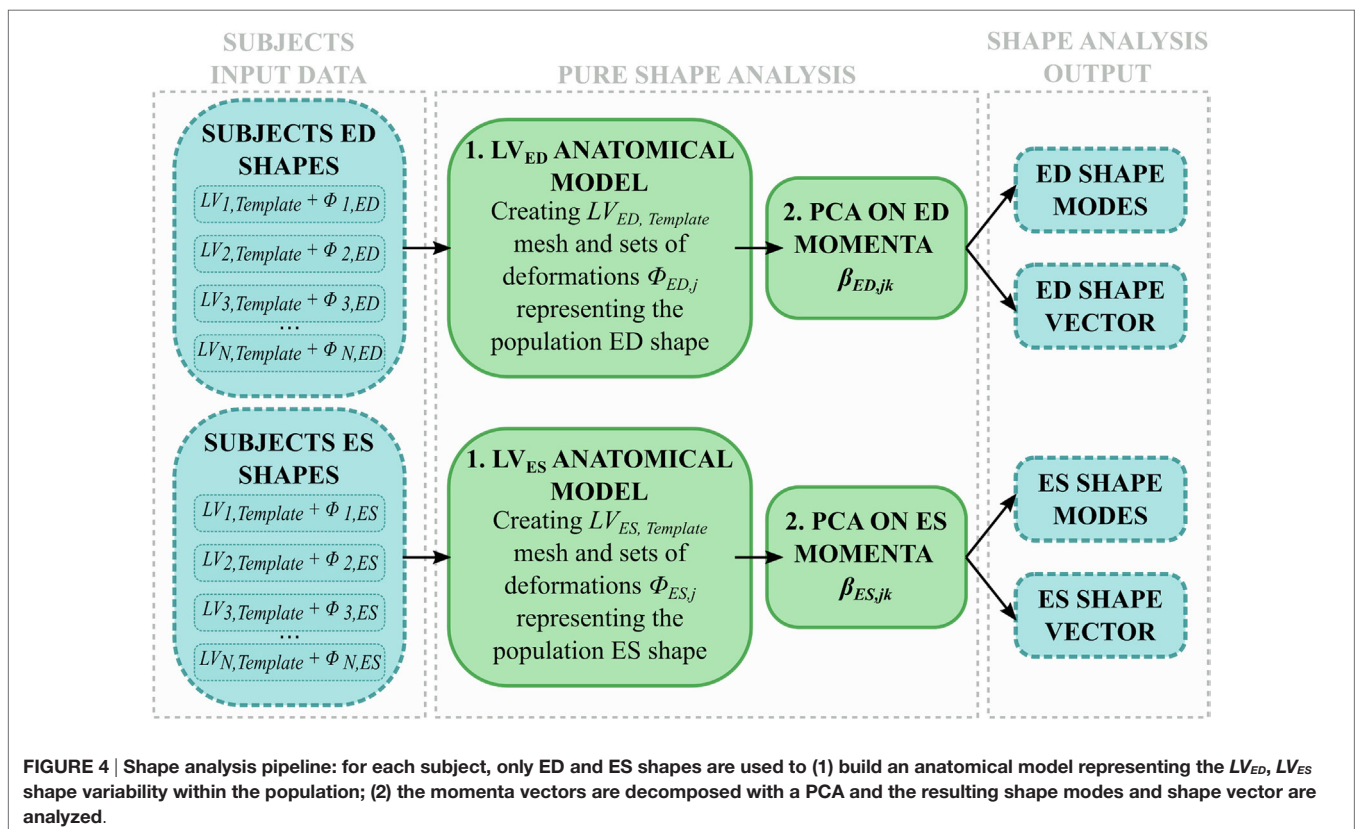 SUBJECTS
INPUT DATA
PURE SHAPE ANALYSIS
SHAPE ANALYSIS
OUTPUT
SUBJECTS ED
SHAPES
LV1,Template + Φ 1,ED
LV2,Template + Φ 2,ED
LV3,Template + Φ 3,ED
...
LVN,Template + Φ N,ED
1. LVED ANATOMICAL
MODEL
Creating LVED, Template
mesh and sets of
deformations ΦED,j
representing the
population ED shape
2. PCA ON ED
MOMENTA
βED,jk
ED SHAPE
MODES
ED SHAPE
VECTOR
SUBJECTS ES
SHAPES
LV1,Template + Φ 1,ES
LV2,Template + Φ 2,ES
LV3,Template + Φ 3,ES
...
LVN,Template + Φ N,ES
1. LVES ANATOMICAL
MODEL
Creating LVES, Template
mesh and sets of
deformations ΦES,j
representing the
population ES shape
2. PCA ON ES
MOMENTA
βES,jk
ES SHAPE
MODES
ES SHAPE
VECTOR
FIGURE 4 | Shape analysis pipeline: for each subject, only ED and ES shapes are used to (1) build an anatomical model representing the LVED, LVES
shape variability within the population; (2) the momenta vectors are decomposed with a PCA and the resulting shape modes and shape vector are
analyzed.